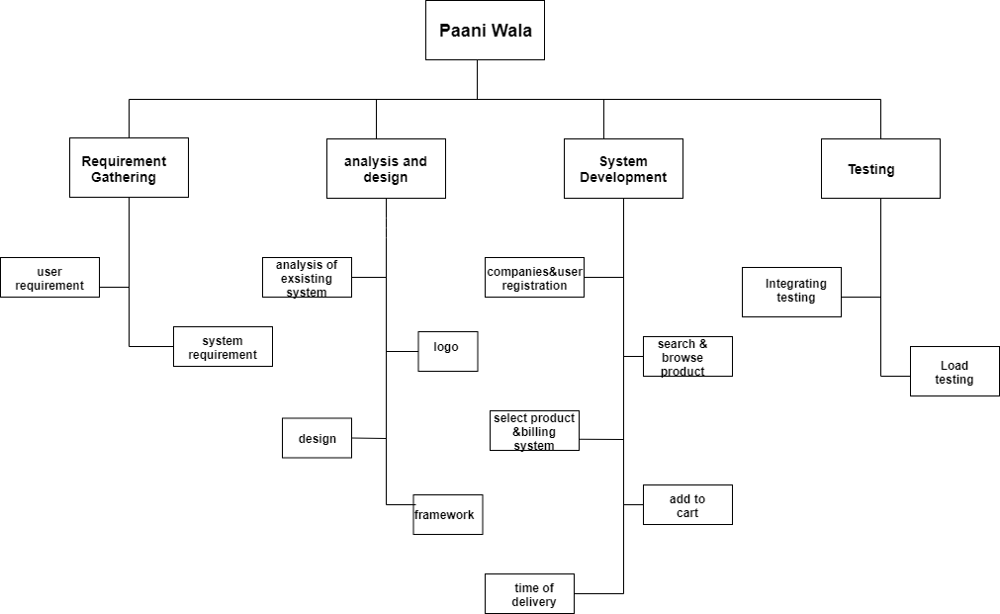 Paani Wala
Requirement
Gathering
analysis and
design
System
Development
Testing
user
requirement
system
requirement
analysis of
exsisting
system
logo
design
framework
companies&user
registration
search &
browse
product
select product
&billing
system
add to
cart
time of
delivery
Integrating
testing
Load
testing